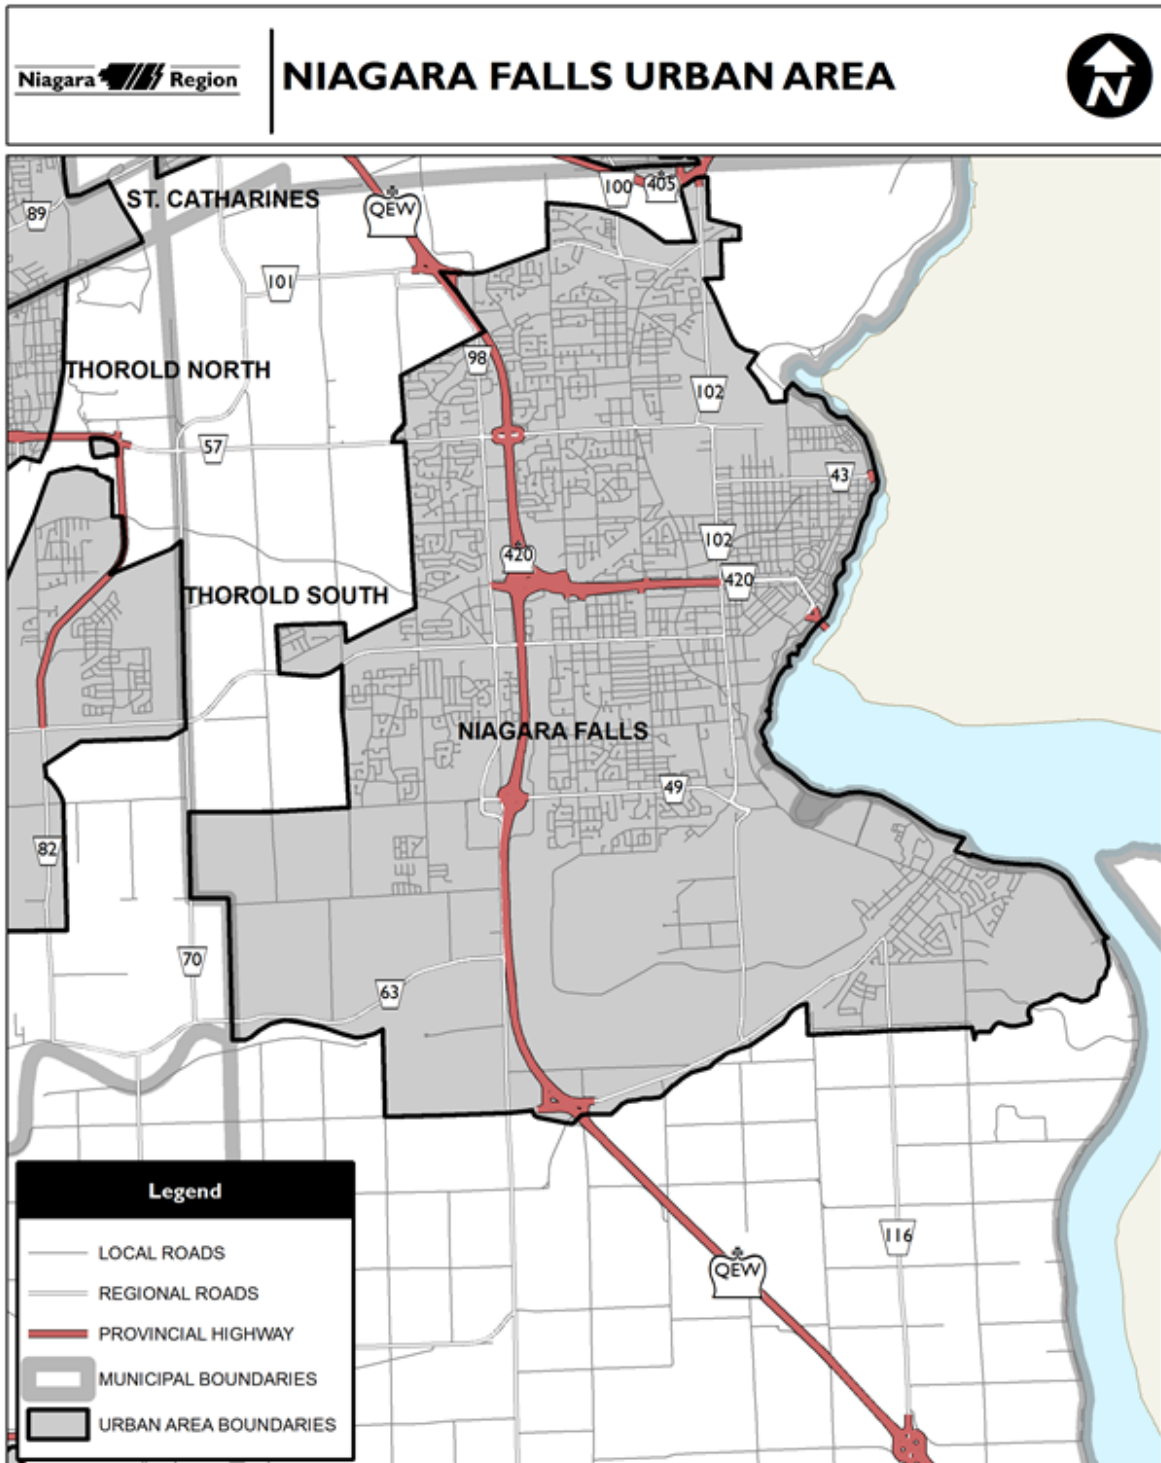 Niagara Region
NIAGARA FALLS URBAN AREA
N
ST. CATHARINES
100
405
89
QEW
101
98
THOROLD NORTH
102
57
43
102
420
420
THOROLD SOUTH
NIAGARA FALLS
49
82
70
63
116
QEW
Legend
LOCAL ROADS
REGIONAL ROADS
PROVINCIAL HIGHWAY
MUNICIPAL BOUNDARIES
URBAN AREA BOUNDARIES